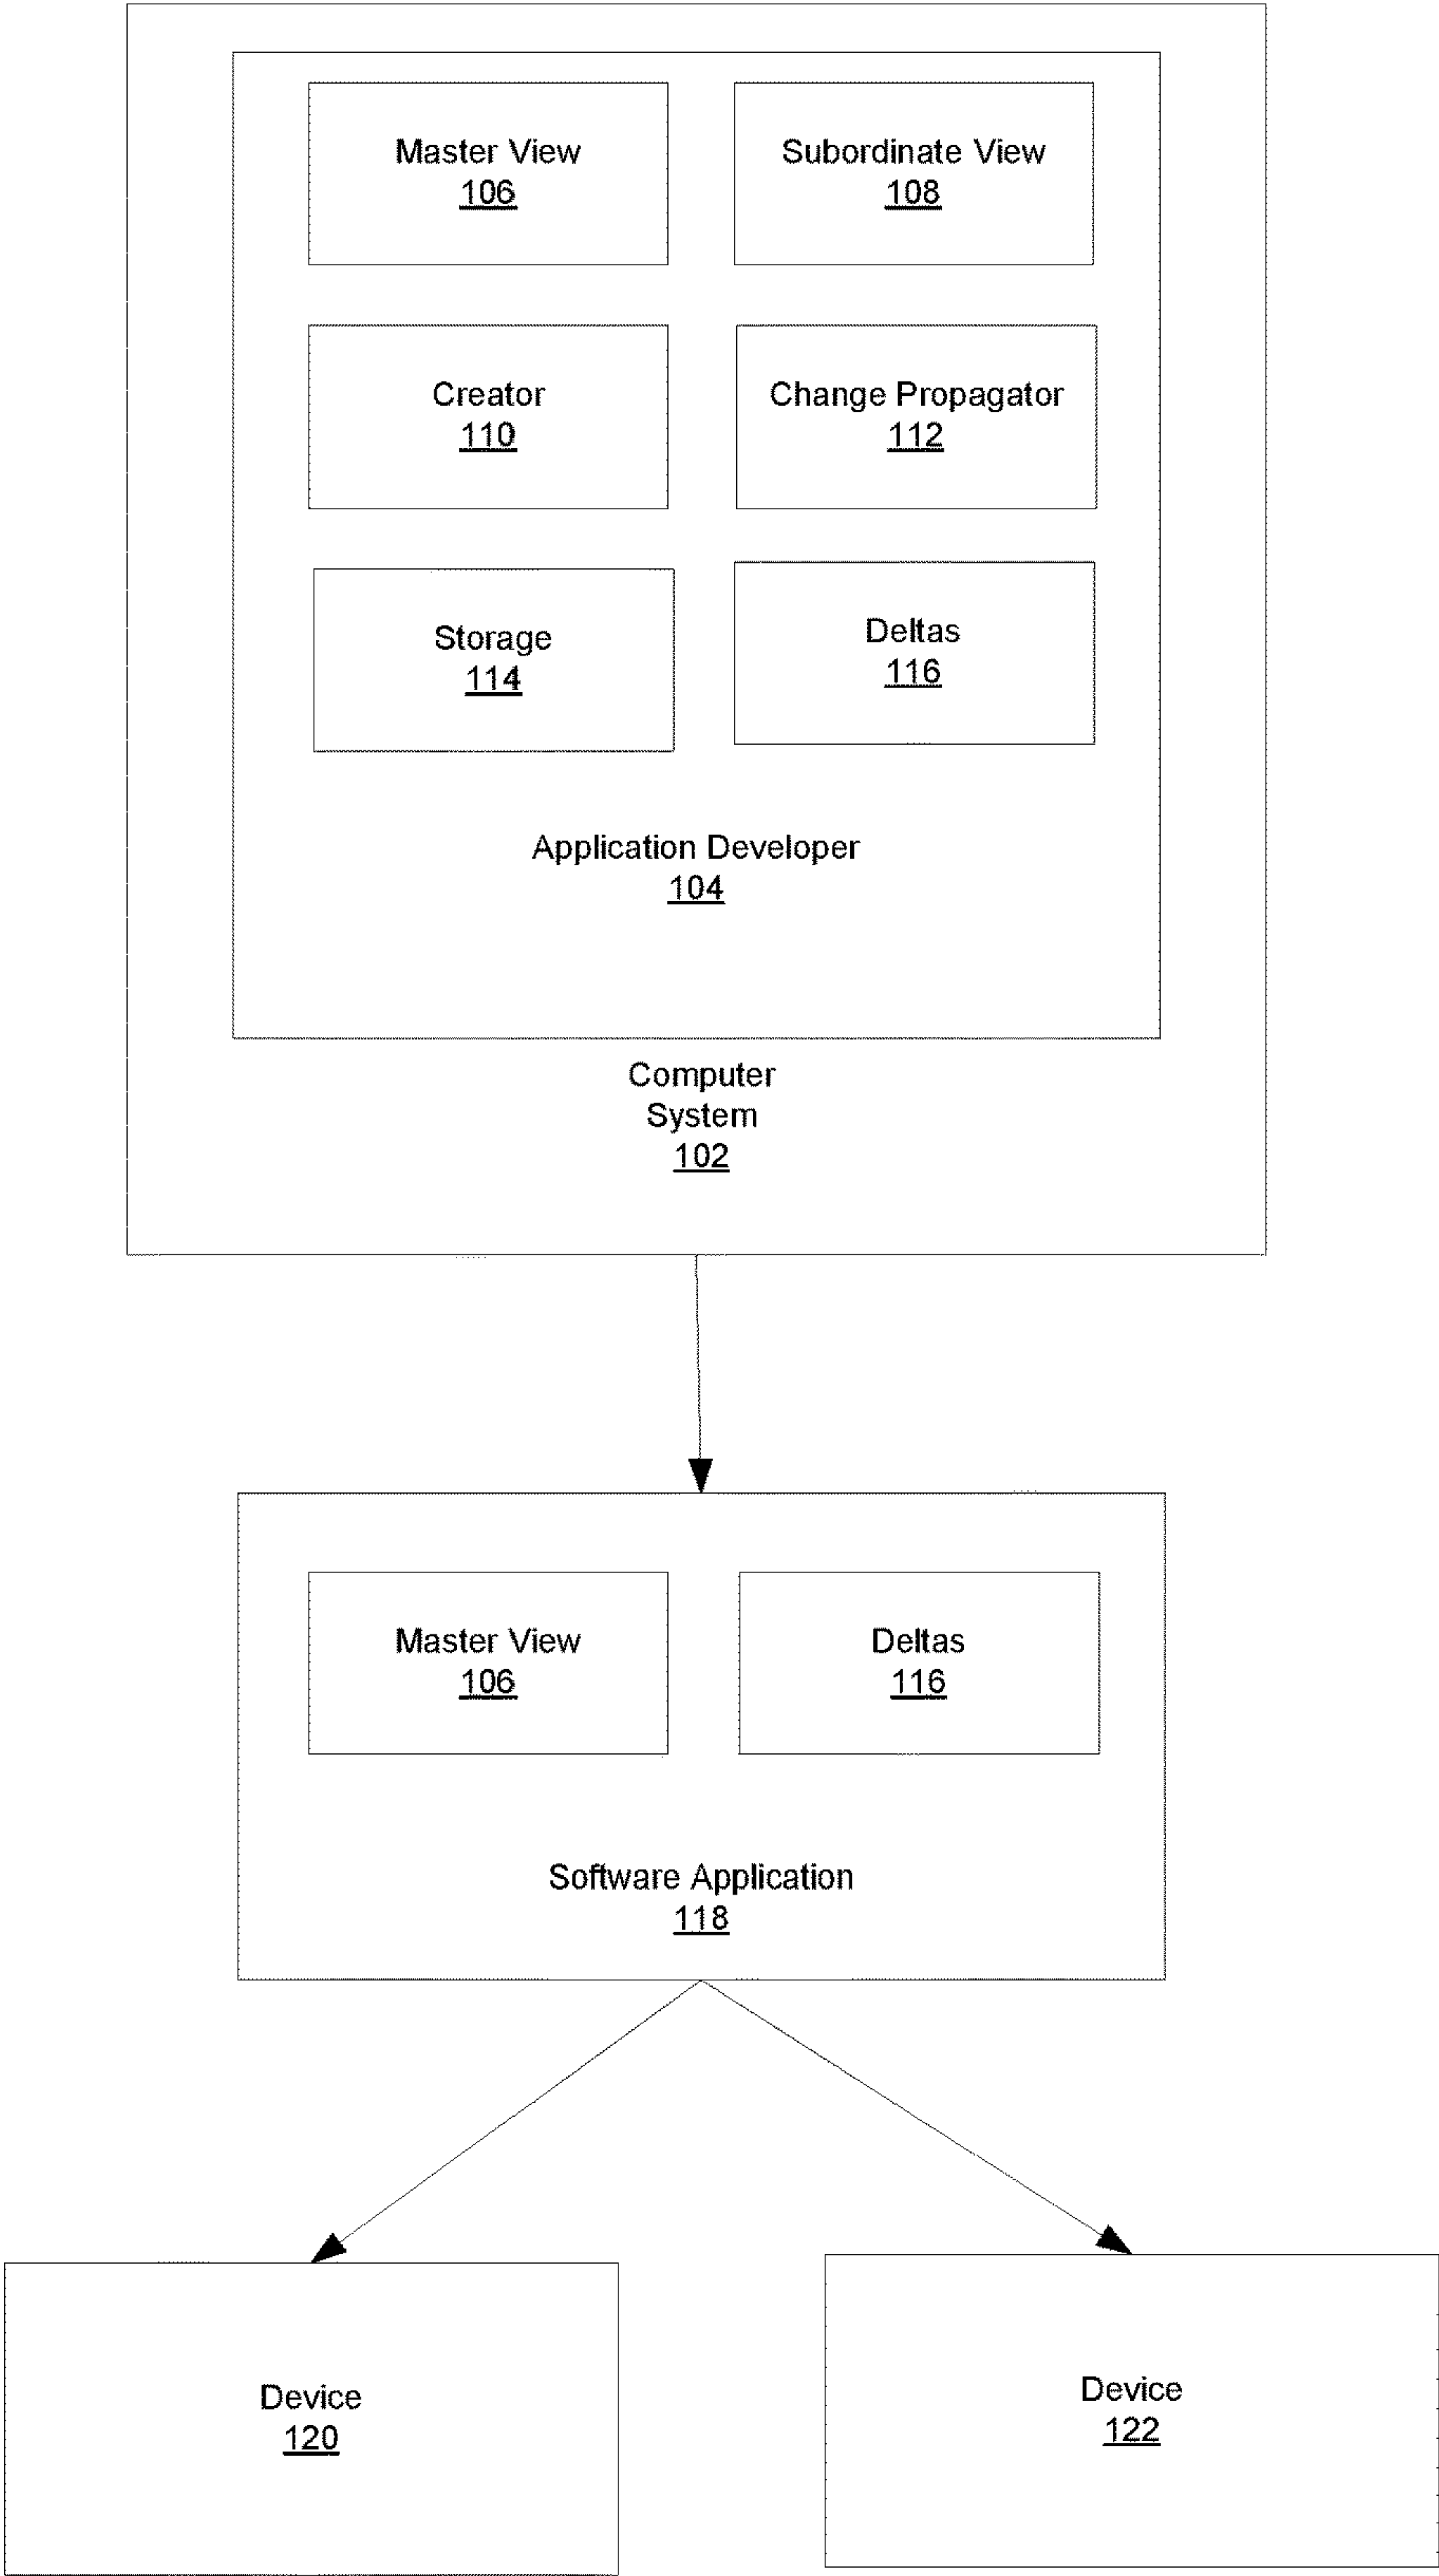 Master View
106
Subordinate View
108
Creator
110
Change Propagator
112
Storage
114
Deltas
116
Application Developer
104
Computer
System
102
Master View
106
Deltas
116
Software Application
118
Device
120
Device
122